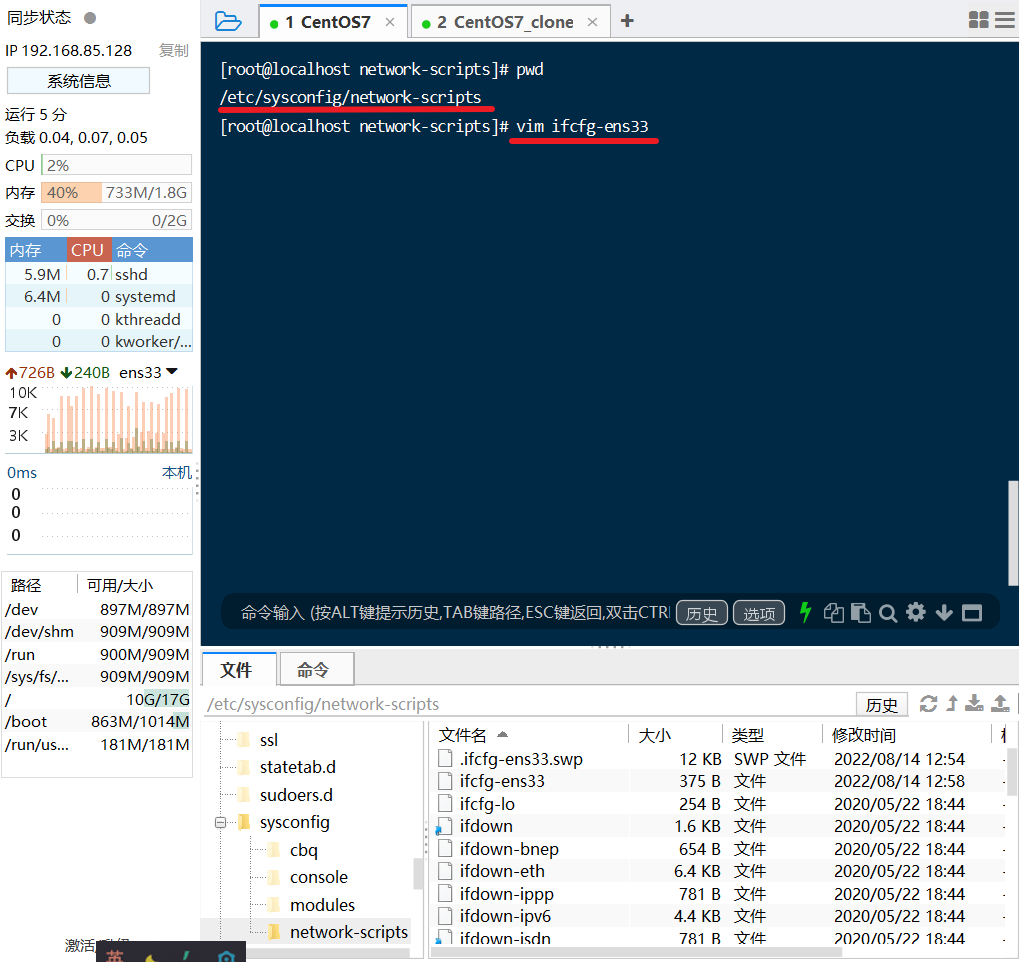 同步状态
IP 192.168.85.128 复制
系统信息
运行 5 分
负载 0.04, 0.07, 0.05
CPU 2%
内存 40% 733M/1.8G
交换 0% 0/2G
内存 CPU 命令
5.9M 0.7 sshd
6.4M 0 systemd
0 0 kthreadd
0 0 kworker/...
726B 240B ens33
10K
7K
3K
0ms 本机
0
0
0
路径 可用/大小
/dev 897M/897M
/dev/shm 909M/909M
/run 900M/909M
/sys/fs/... 909M/909M
/ 10G/17G
/boot 863M/1014M
/run/us... 181M/181M
激活
英
1 CentOS7 × 2 CentOS7_clone × +
[root@localhost network-scripts]# pwd
/etc/sysconfig/network-scripts
[root@localhost network-scripts]# vim ifcfg-ens33
命令输入 (按ALT键提示历史,TAB键路径,ESC键返回,双击CTRL 历史 选项
文件 命令
/etc/sysconfig/network-scripts 历史
ssl
statetab.d
sudoers.d
sysconfig
cbq
console
modules
network-scripts
文件名 大小 类型 修改时间
.ifcfg-ens33.swp 12 KB SWP 文件 2022/08/14 12:54
ifcfg-ens33 375 B 文件 2022/08/14 12:58
ifcfg-lo 254 B 文件 2020/05/22 18:44
ifdown 1.6 KB 文件 2020/05/22 18:44
ifdown-bnep 654 B 文件 2020/05/22 18:44
ifdown-eth 6.4 KB 文件 2020/05/22 18:44
ifdown-ippp 781 B 文件 2020/05/22 18:44
ifdown-ipv6 4.4 KB 文件 2020/05/22 18:44
ifdown-isdn 781 B 文件 2020/05/22 18:44